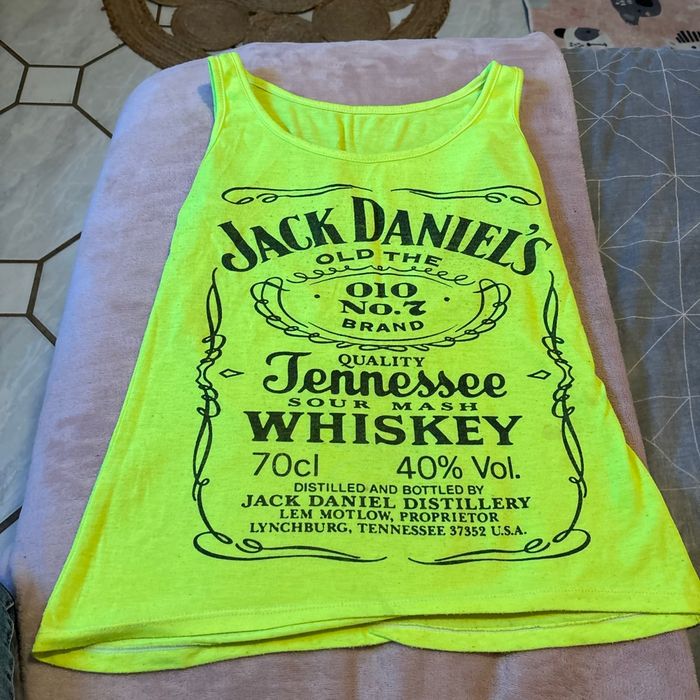 JACK DANIEL'S
OLD THE
010
No.7
BRAND
QUALITY
Tennessee
SOUR MASH
WHISKEY
70cl 40% Vol.
DISTILLED AND BOTTLED BY
JACK DANIEL DISTILLERY
LEM MOTLOW, PROPRIETOR
LYNCHBURG, TENNESSEE 37352 U.S.A.